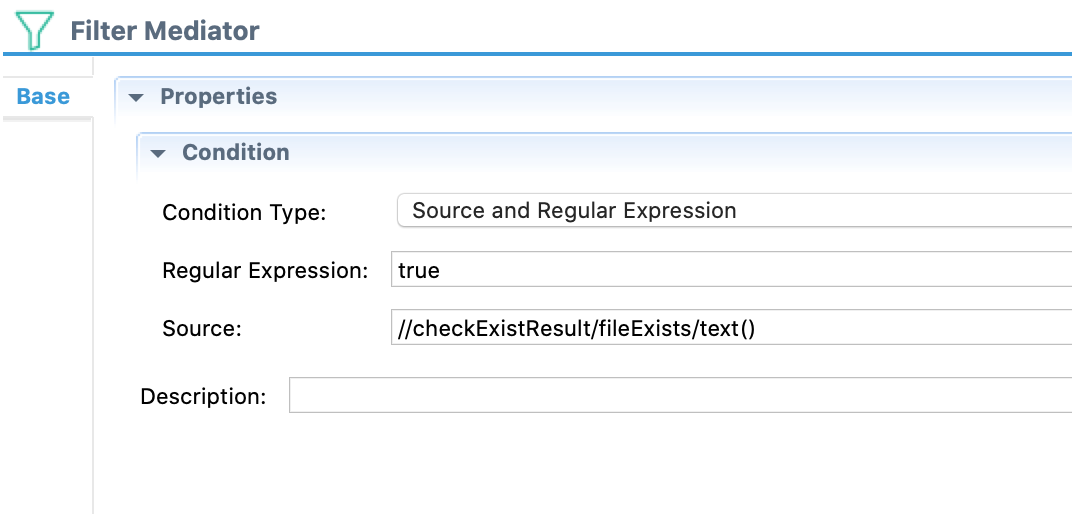 Filter Mediator
Base
Properties
Condition
Condition Type: Source and Regular Expression
Regular Expression: true
Source: //checkExistResult/fileExists/text()
Description: